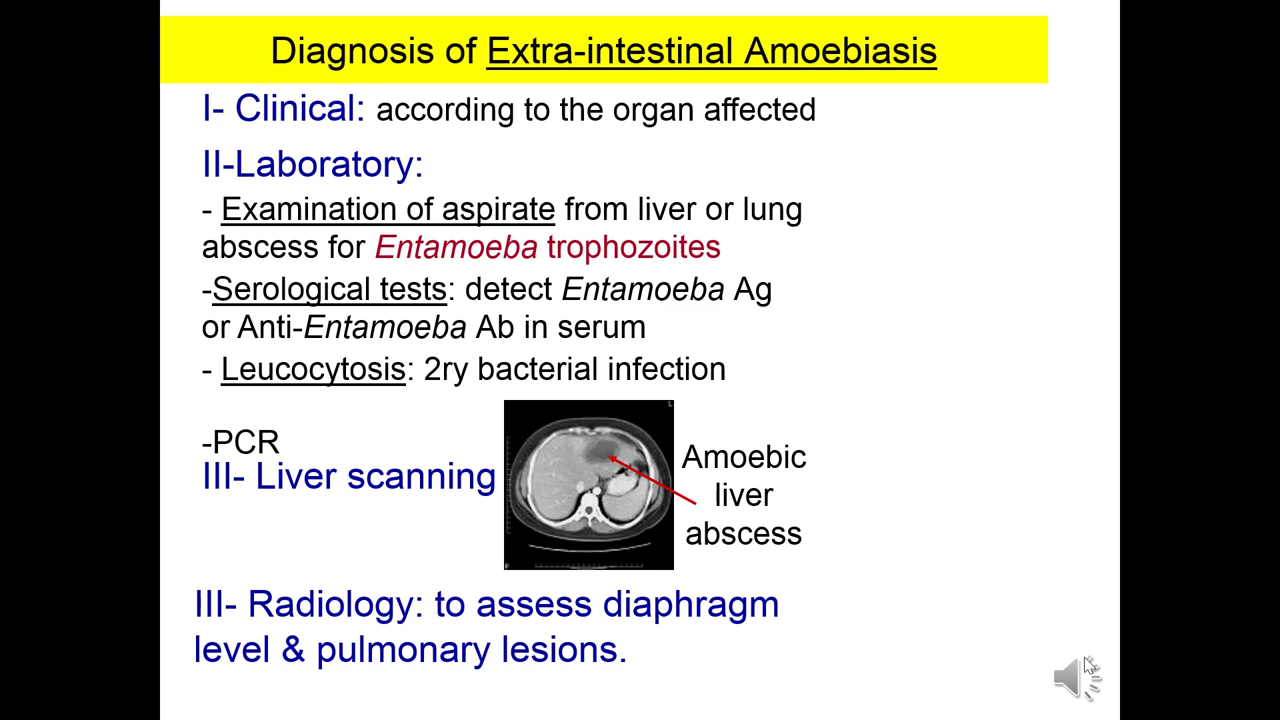 Diagnosis of Extra-intestinal Amoebiasis
I- Clinical: according to the organ affected
II-Laboratory:
- Examination of aspirate from liver or lung
abscess for Entamoeba trophozoites
-Serological tests: detect Entamoeba Ag
or Anti-Entamoeba Ab in serum
- Leucocytosis: 2ry bacterial infection
-PCR
III- Liver scanning
Amoebic
liver
abscess
III- Radiology: to assess diaphragm
level & pulmonary lesions.